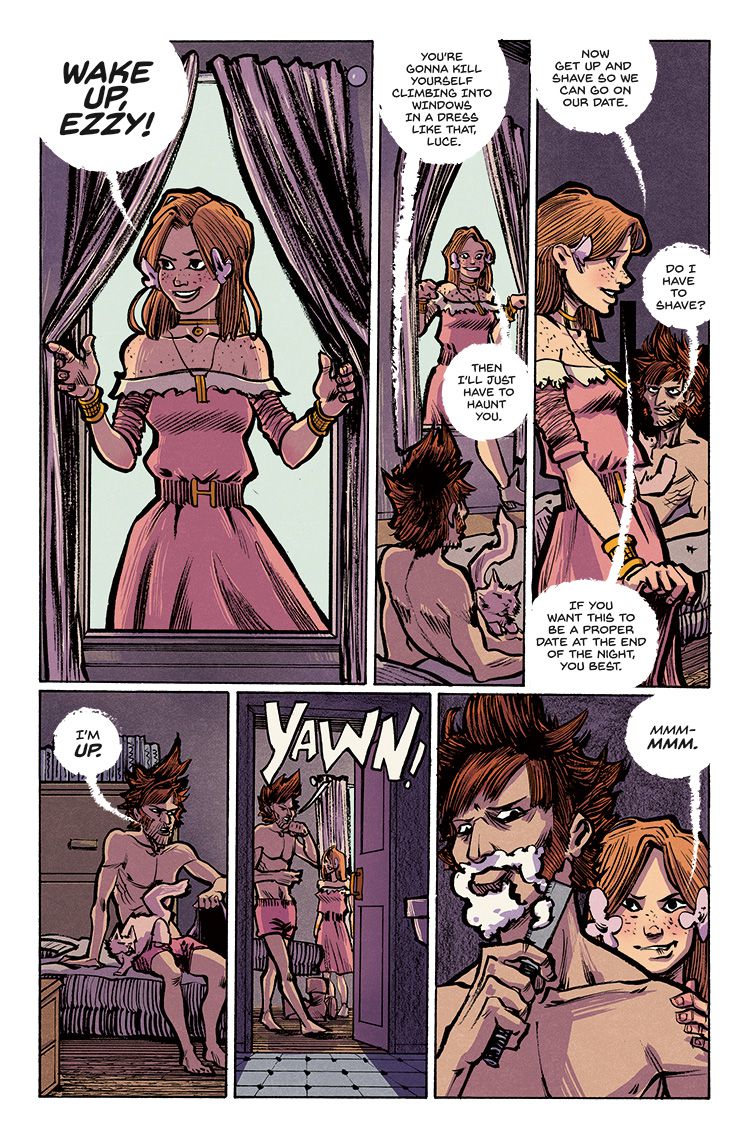 WAKE
UP,
EZZY!
YOU'RE
GONNA KILL
YOURSELF
CLIMBING INTO
WINDOWS
IN A DRESS
LIKE THAT,
LUCE.
THEN
I'LL JUST
HAVE TO
HAUNT
YOU.
NOW
GET UP AND
SHAVE SO WE
CAN GO ON
OUR DATE.
DO I
HAVE
TO
SHAVE?
IF YOU
WANT THIS TO
BE A PROPER
DATE AT THE END
OF THE NIGHT,
YOU BEST.
I'M
UP.
YAWN!
MMM-
MMM.